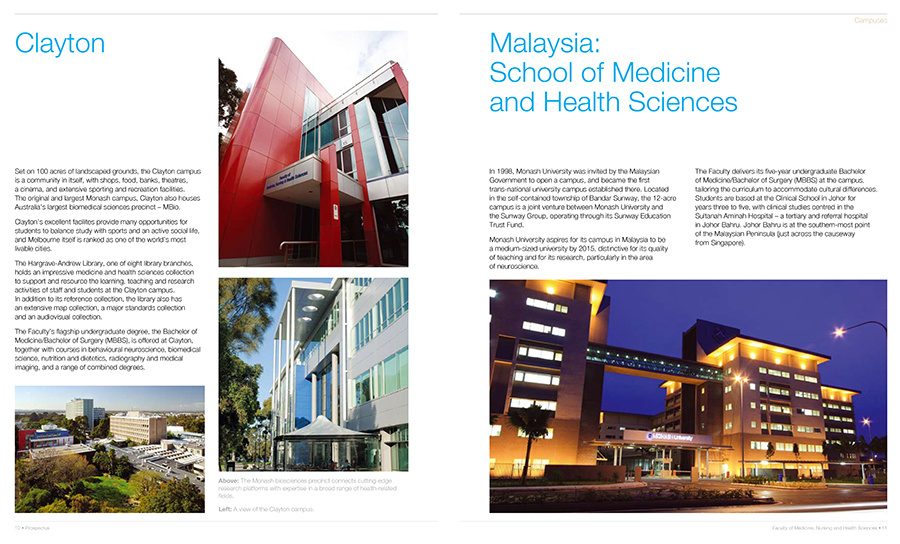 Clayton
Set on 100 acres of landscaped grounds, the Clayton campus
is a community in itself, with shops, food, banks, theatres,
a cinema, and extensive sporting and recreation facilities.
The original and largest Monash campus, Clayton also houses
Australia's largest biomedical sciences precinct – MBio.
Clayton's excellent facilites provide many opportunities for
students to balance study with sports and an active social life,
and Melbourne itself is ranked as one of the world's most
livable cities.
The Hargrave-Andrew Library, one of eight library branches,
holds an impressive medicine and health sciences collection
to support and resource the learning, teaching and research
activities of staff and students at the Clayton campus.
In addition to its reference collection, the library also has
an extensive map collection, a major standards collection
and an audiovisual collection.
The Faculty's flagship undergraduate degree, the Bachelor of
Medicine/Bachelor of Surgery (MBBS), is offered at Clayton,
together with courses in behavioural neuroscience, biomedical
science, nutrition and dietetics, radiography and medical
imaging, and a range of combined degrees.
Faculty of
Medicine, Nursing and Health Sciences
Above: The Monash biosciences precinct connects cutting-edge
research platforms with expertise in a broad range of health-related
fields.
Left: A view of the Clayton campus.
12 • Prospectus
Campuses
Malaysia:
School of Medicine
and Health Sciences
In 1998, Monash University was invited by the Malaysian
Government to open a campus, and became the first
trans-national university campus established there. Located
in the self-contained township of Bandar Sunway, the 12-acre
campus is a joint venture between Monash University and
the Sunway Group, operating through its Sunway Education
Trust Fund.
Monash University aspires for its campus in Malaysia to be
a medium-sized university by 2015, distinctive for its quality
of teaching and for its research, particularly in the area
of neuroscience.
The Faculty delivers its five-year undergraduate Bachelor
of Medicine/Bachelor of Surgery (MBBS) at the campus,
tailoring the curriculum to accommodate cultural differences.
Students are based at the Clinical School in Johor for
years three to five, with clinical studies centred in the
Sultanah Aminah Hospital – a tertiary and referral hospital
in Johor Bahru. Johor Bahru is at the southern-most point
of the Malaysian Peninsula (just across the causeway
from Singapore).
MONASH University
Faculty of Medicine, Nursing and Health Sciences • 13